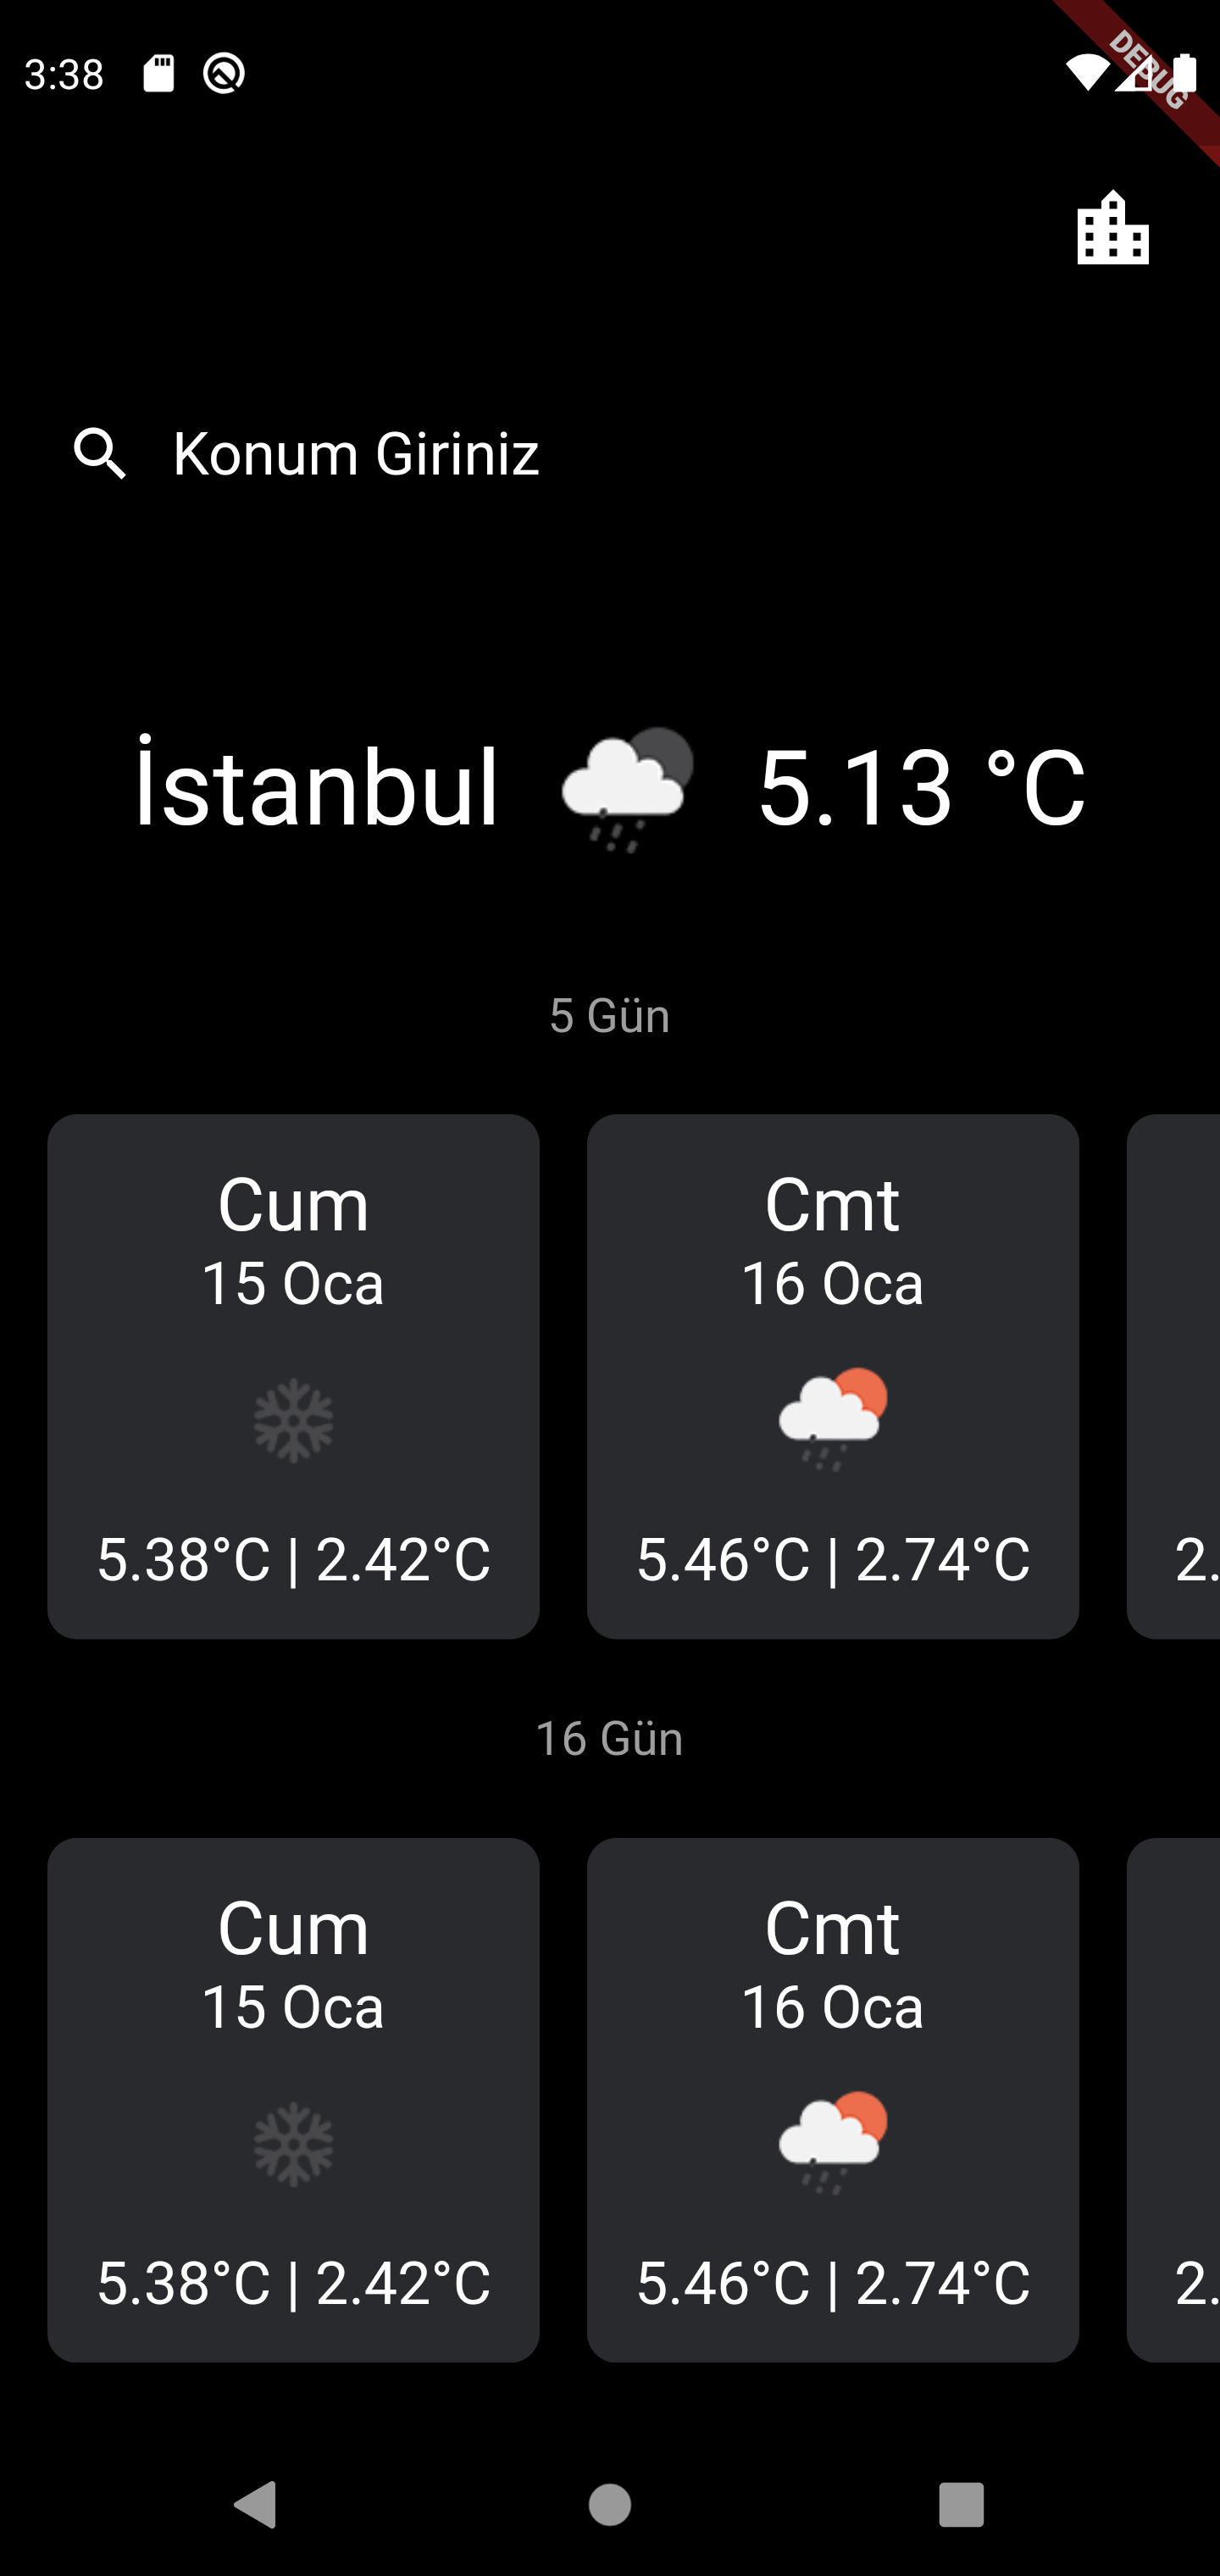 3:38
DEBUG
Konum Giriniz
İstanbul 5.13 °C
5 Gün
Cum
15 Oca
5.38°C | 2.42°C
Cmt
16 Oca
5.46°C | 2.74°C
2.
16 Gün
Cum
15 Oca
5.38°C | 2.42°C
Cmt
16 Oca
5.46°C | 2.74°C
2.